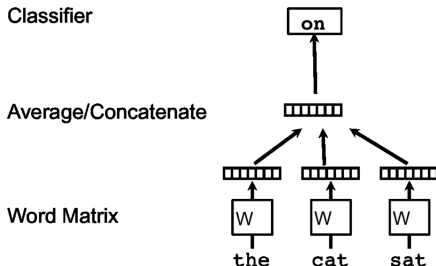 Classifier
on
Average/Concatenate
Word Matrix
W W W
the cat sat